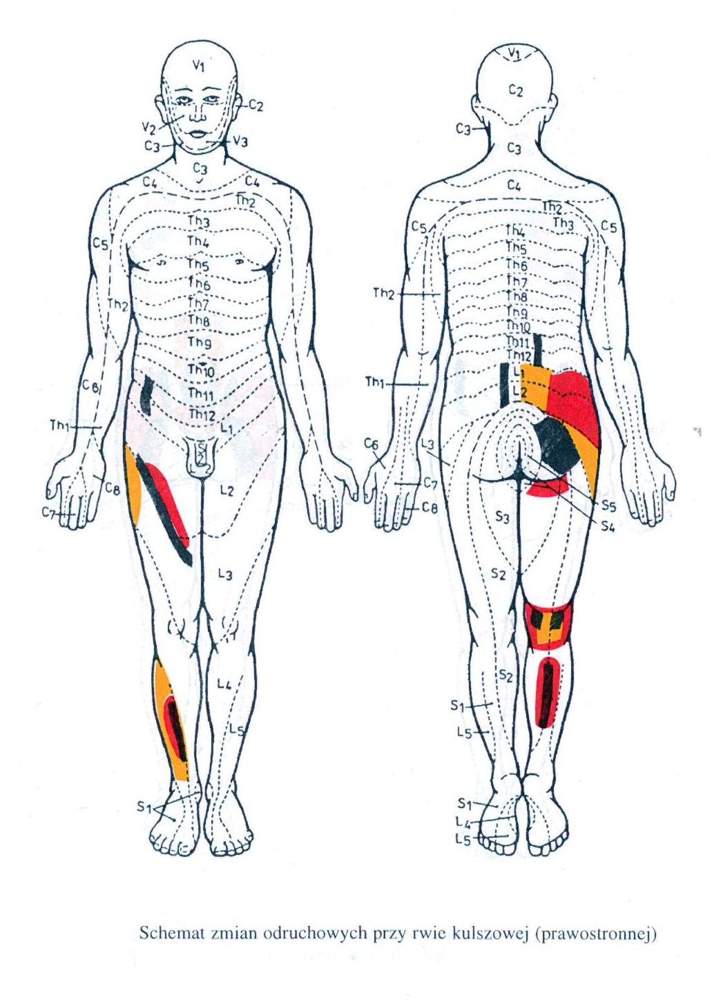 V1
C2
V2
V3
C3
C3
C4
C4
Th2
Th3
Th4
C5
Th5
Th6
Th2
Th7
Th8
Th9
Th10
C6
Th11
Th12
Th1
L1
S
2
2
L2
C8
C7
L3
L4
L5
S1
V1
C2
C3
C3
C4
Th2
Th3
C5
C5
Th4
Th5
Th6
Th7
Th2
Th8
Th9
Th10
Th11
Th12
L1
Th1
L2
C6
L3
C7
C8
S5
S4
S3
S2
S2
S1
L5
S1
L4
L5
Schemat zmian odruchowych przy rwie kulszowej (prawostronnej)